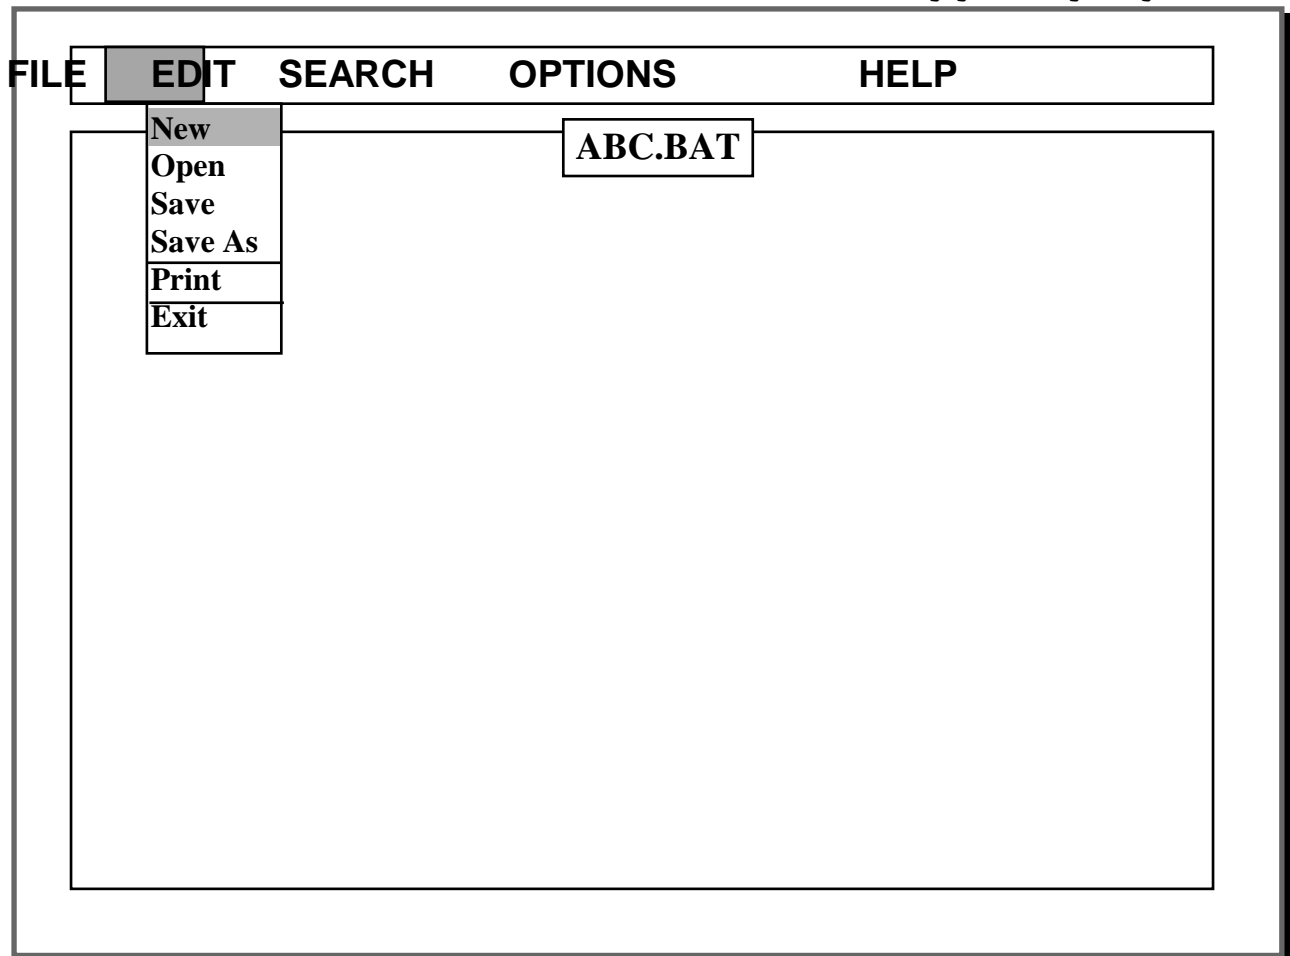 FILE EDIT SEARCH OPTIONS HELP
ABC.BAT
New
Open
Save
Save As
Print
Exit